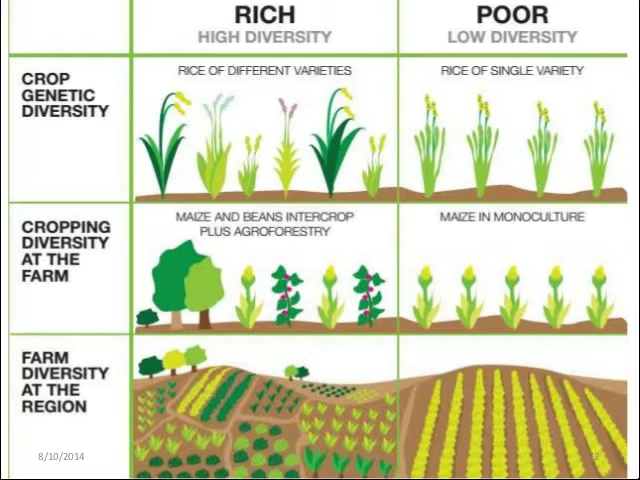 RICH
HIGH DIVERSITY
POOR
LOW DIVERSITY
CROP
GENETIC
DIVERSITY
RICE OF DIFFERENT VARIETIES
RICE OF SINGLE VARIETY
CROPPING
DIVERSITY
AT THE
FARM
MAIZE AND BEANS INTERCROP
PLUS AGROFORESTRY
MAIZE IN MONOCULTURE
FARM
DIVERSITY
AT THE
REGION
8/10/2014